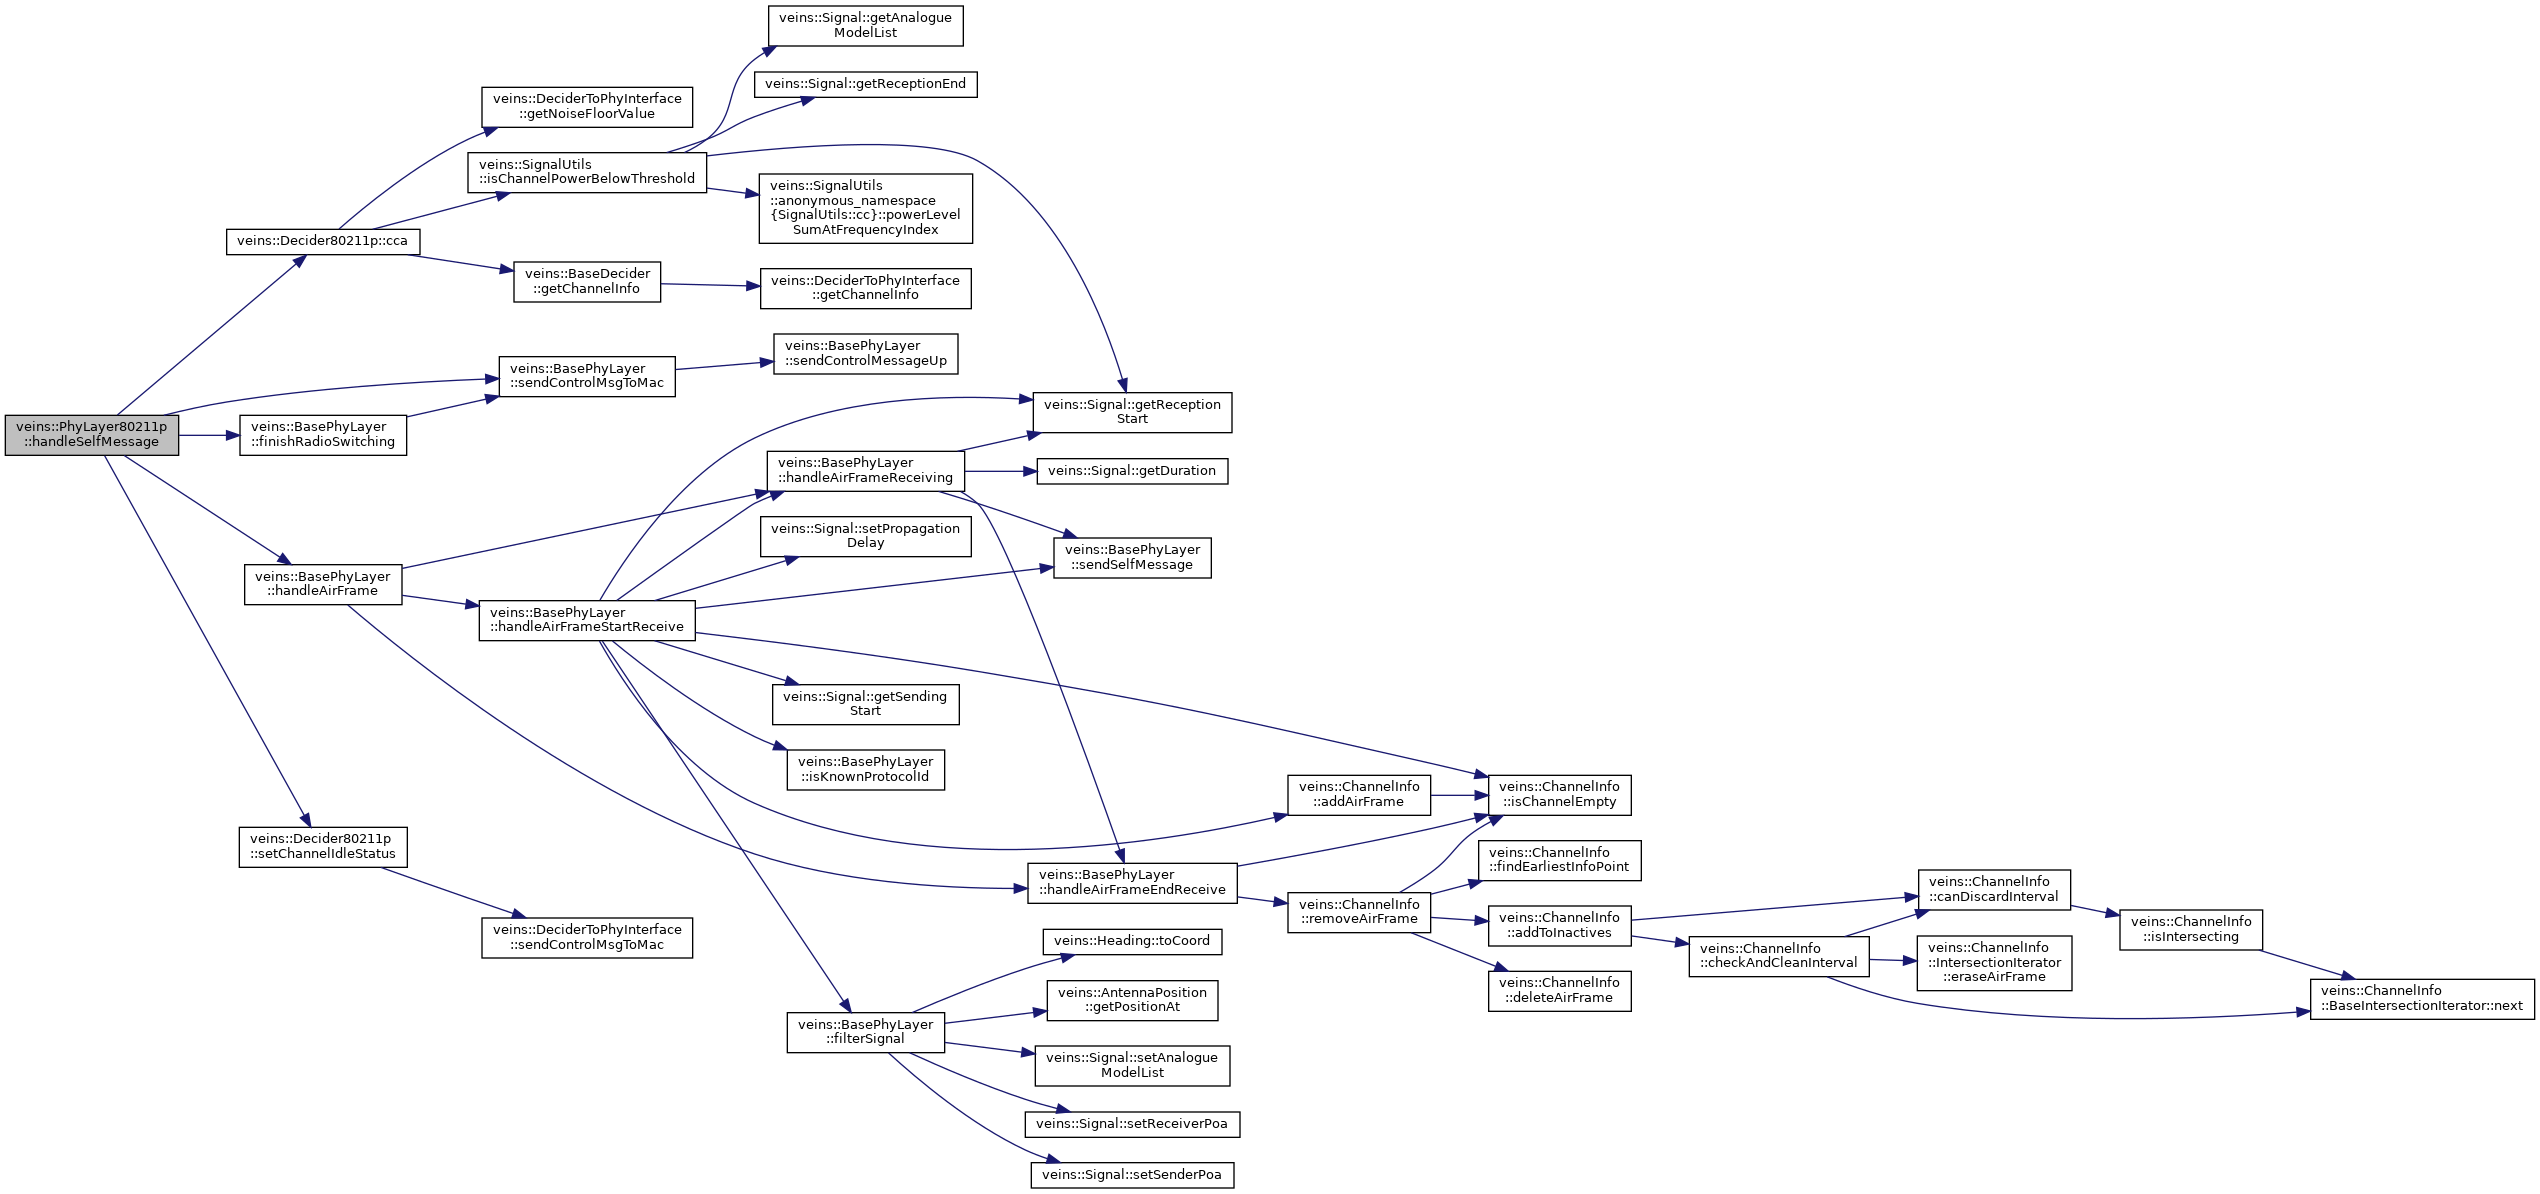 veins::Signal::getAnalogue
ModelList
veins::Signal::getReceptionEnd
veins::DeciderToPhyInterface
::getNoiseFloorValue
veins::SignalUtils
::isChannelPowerBelowThreshold
veins::SignalUtils
::anonymous_namespace
{SignalUtils::cc}::powerLevel
SumAtFrequencyIndex
veins::Decider80211p::cca
veins::BaseDecider
::getChannelInfo
veins::DeciderToPhyInterface
::getChannelInfo
veins::BasePhyLayer
::sendControlMessageUp
veins::BasePhyLayer
::sendControlMsgToMac
veins::Signal::getReception
Start
veins::PhyLayer80211p
::handleSelfMessage
veins::BasePhyLayer
::finishRadioSwitching
veins::BasePhyLayer
::handleAirFrameReceiving
veins::Signal::getDuration
veins::Signal::setPropagation
Delay
veins::BasePhyLayer
::sendSelfMessage
veins::BasePhyLayer
::handleAirFrame
veins::BasePhyLayer
::handleAirFrameStartReceive
veins::Signal::getSending
Start
veins::BasePhyLayer
::isKnownProtocolId
veins::ChannelInfo
::addAirFrame
veins::ChannelInfo
::isChannelEmpty
veins::Decider80211p
::setChannelIdleStatus
veins::ChannelInfo
::findEarliestInfoPoint
veins::BasePhyLayer
::handleAirFrameEndReceive
veins::ChannelInfo
::removeAirFrame
veins::ChannelInfo
::addToInactives
veins::ChannelInfo
::canDiscardInterval
veins::ChannelInfo
::isIntersecting
veins::DeciderToPhyInterface
::sendControlMsgToMac
veins::Heading::toCoord
veins::ChannelInfo
::checkAndCleanInterval
veins::ChannelInfo
::IntersectionIterator
::eraseAirFrame
veins::ChannelInfo
::deleteAirFrame
veins::ChannelInfo
::BaseIntersectionIterator::next
veins::AntennaPosition
::getPositionAt
veins::BasePhyLayer
::filterSignal
veins::Signal::setAnalogue
ModelList
veins::Signal::setReceiverPoa
veins::Signal::setSenderPoa